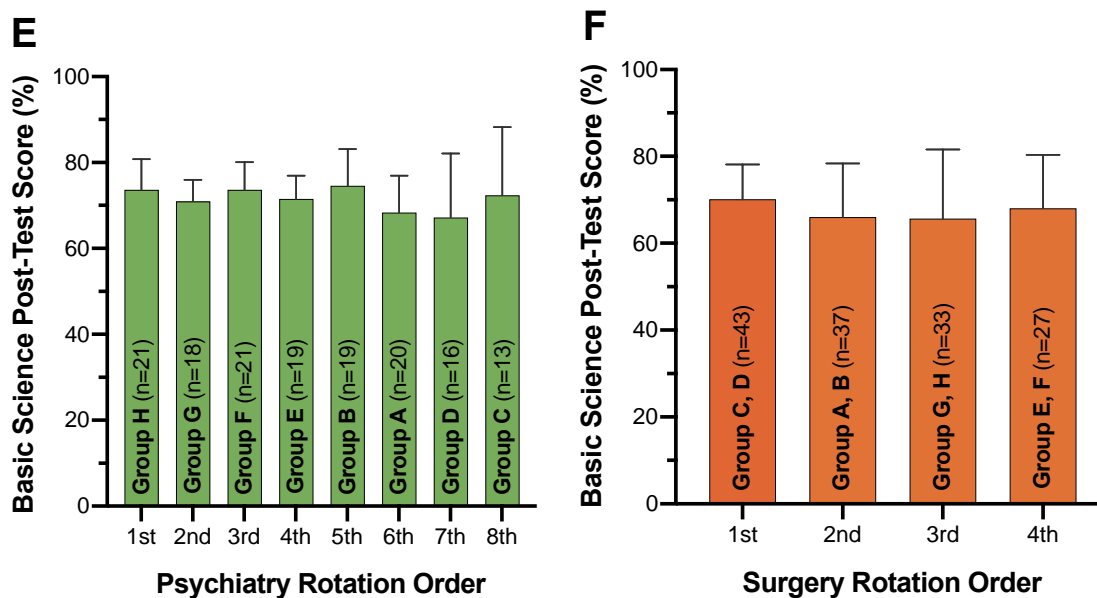 E
Basic Science Post-Test Score (%)
100
80
60
40
20
0
Group H (n=21)
Group G (n=18)
Group F (n=21)
Group E (n=19)
Group B (n=19)
Group A (n=20)
Group D (n=16)
Group C (n=13)
1st 2nd 3rd 4th 5th 6th 7th 8th
Psychiatry Rotation Order
F
Basic Science Post-Test Score (%)
100
80
60
40
20
0
Group C, D (n=43)
Group A, B (n=37)
Group G, H (n=33)
Group E, F (n=27)
1st 2nd 3rd 4th
Surgery Rotation Order